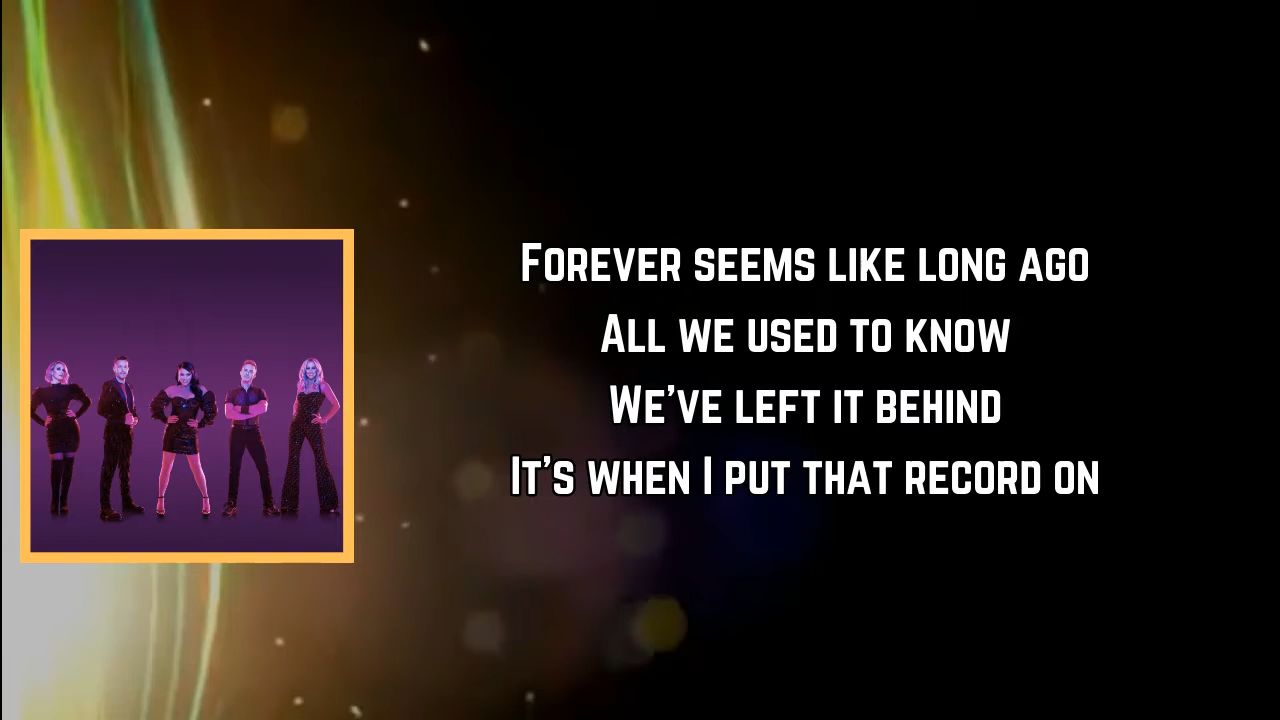 Forever seems like long ago
All we used to know
We've left it behind
It's when I put that record on